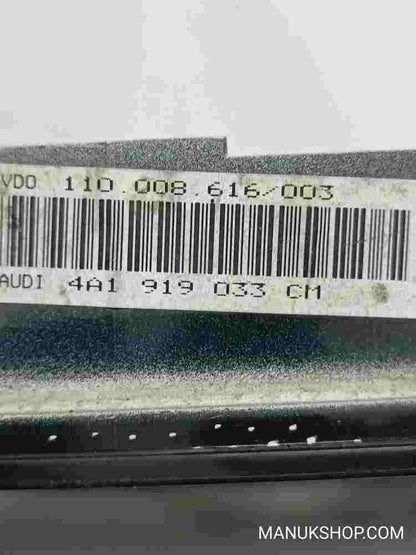 VDO 110.008.616/003
AUDI 4A1 919 033 CM
MANUKSHOP.COM